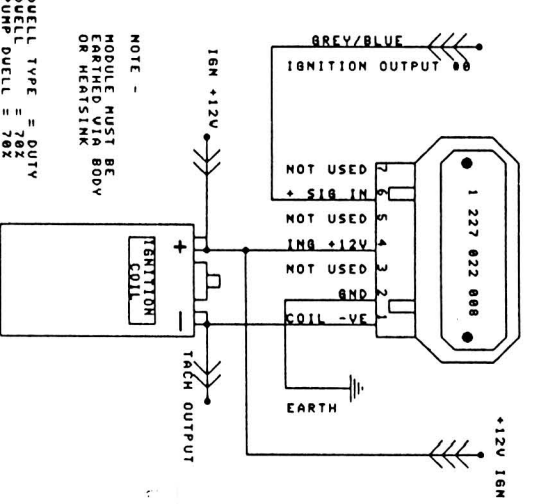 GREY/BLUE
IGNITION OUTPUT 00
NOT USED 7
+ SIG IN 6
NOT USED 5
ING +12V 4
NOT USED 3
GND 2
COIL -VE 1
1 227 022 008
EARTH
+12V IGN
IGN +12V
TACH OUTPUT
+
−
IGNITION
COIL
NOTE -
MODULE MUST BE
EARTHED VIA BODY
OR HEATSINK
DWELL TYPE = DUTY
DWELL = 70%
PUMP DWELL = 70%